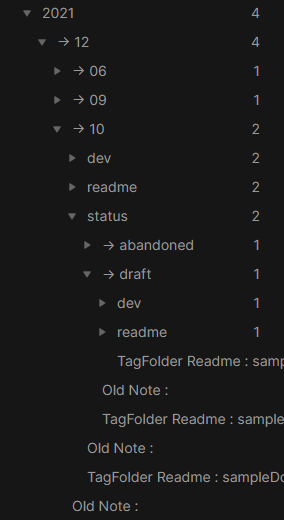 2021 4
→ 12 4
→ 06 1
→ 09 1
→ 10 2
dev 2
readme 2
status 2
→ abandoned 1
→ draft 1
dev 1
readme 1
TagFolder Readme : samp
Old Note :
TagFolder Readme : sample
Old Note :
TagFolder Readme : sampleDo
Old Note :